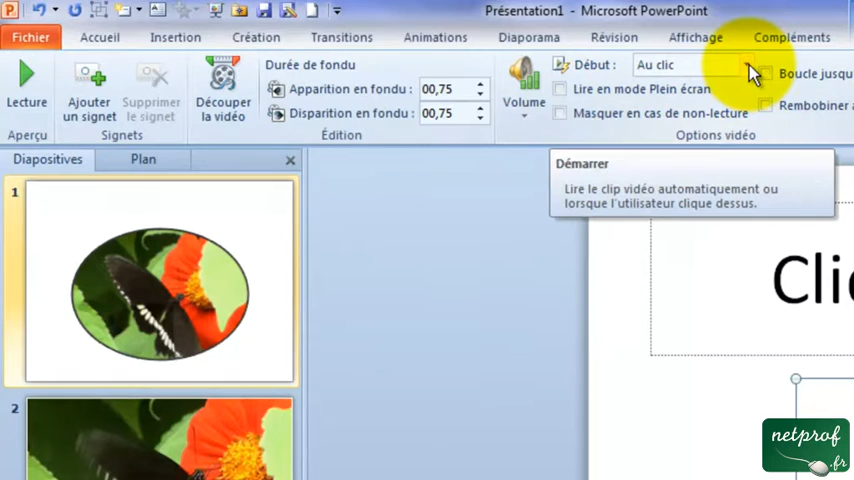 Présentation1 - Microsoft PowerPoint
Fichier Accueil Insertion Création Transitions Animations Diaporama Révision Affichage Compléments
Lecture
Ajouter un signet
Supprimer le signet
Découper la vidéo
Durée de fondu
Apparition en fondu : 00,75
Disparition en fondu : 00,75
Volume
Début : Au clic
Lire en mode Plein écran
Masquer en cas de non-lecture
Boucle jusqu
Rembobiner a
Aperçu Signets Édition Options vidéo
Diapositives Plan
Démarrer
Lire le clip vidéo automatiquement ou
lorsque l'utilisateur clique dessus.
1
2
Clic
netprof
.fr